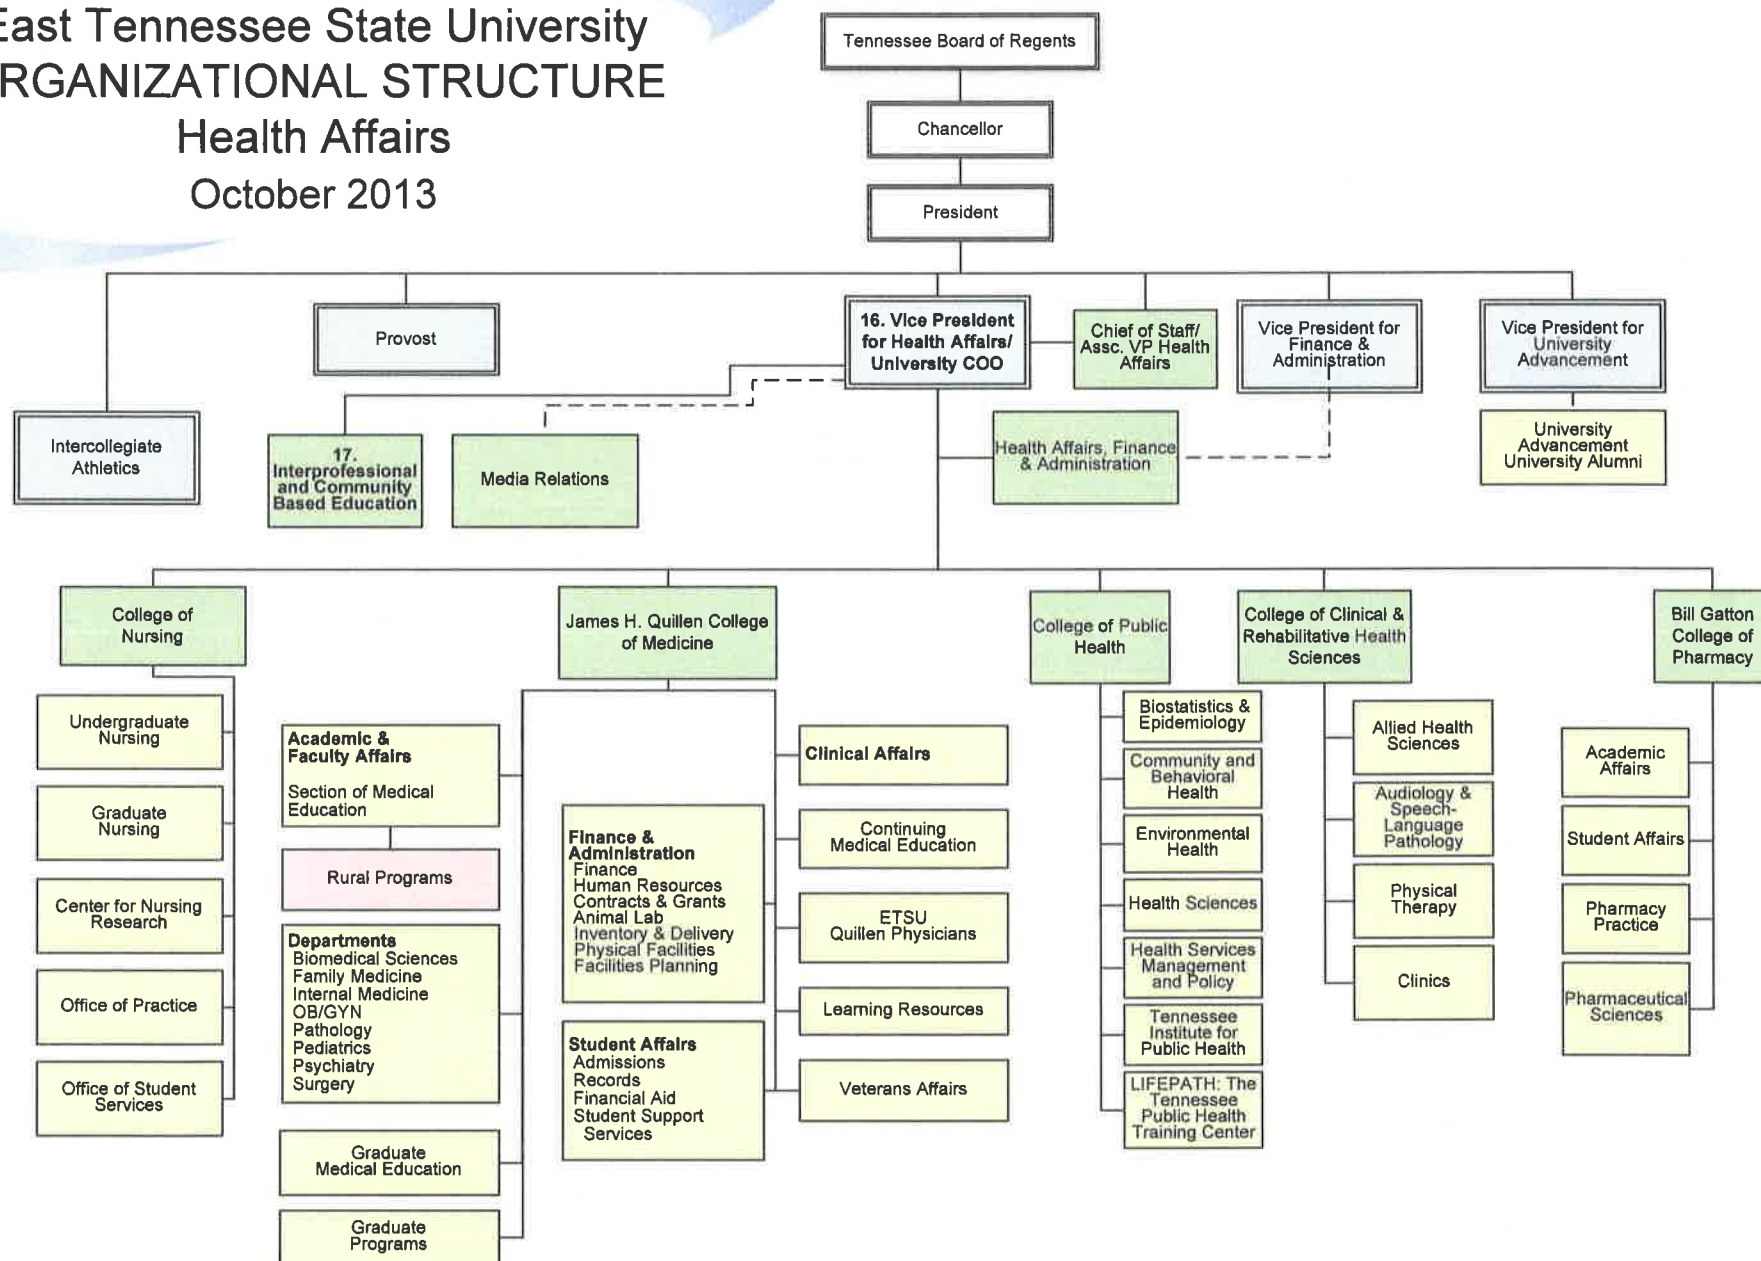 East Tennessee State University
ORGANIZATIONAL STRUCTURE
Health Affairs
October 2013
Tennessee Board of Regents
Chancellor
President
Provost
16. Vice President
for Health Affairs/
University COO
Chief of Staff/
Assc. VP Health
Affairs
Vice President for
Finance &
Administration
Vice President for
University
Advancement
Intercollegiate
Athletics
17.
Interprofessional
and Community
Based Education
Media Relations
Health Affairs, Finance
& Administration
University
Advancement
University Alumni
College of
Nursing
James H. Quillen College
of Medicine
College of Public
Health
College of Clinical &
Rehabilitative Health
Sciences
Bill Gatton
College of
Pharmacy
Undergraduate
Nursing
Graduate
Nursing
Center for Nursing
Research
Office of Practice
Office of Student
Services
Academic &
Faculty Affairs
Section of Medical
Education
Rural Programs
Departments
Biomedical Sciences
Family Medicine
Internal Medicine
OB/GYN
Pathology
Pediatrics
Psychiatry
Surgery
Graduate
Medical Education
Graduate
Programs
Finance &
Administration
Finance
Human Resources
Contracts & Grants
Animal Lab
Inventory & Delivery
Physical Facilities
Facilities Planning
Student Affairs
Admissions
Records
Financial Aid
Student Support
Services
Clinical Affairs
Continuing
Medical Education
ETSU
Quillen Physicians
Learning Resources
Veterans Affairs
Biostatistics &
Epidemiology
Community and
Behavioral
Health
Environmental
Health
Health Sciences
Health Services
Management
and Policy
Tennessee
Institute for
Public Health
LIFEPATH: The
Tennessee
Public Health
Training Center
Allied Health
Sciences
Audiology &
Speech-
Language
Pathology
Physical
Therapy
Clinics
Academic
Affairs
Student Affairs
Pharmacy
Practice
Pharmaceutical
Sciences